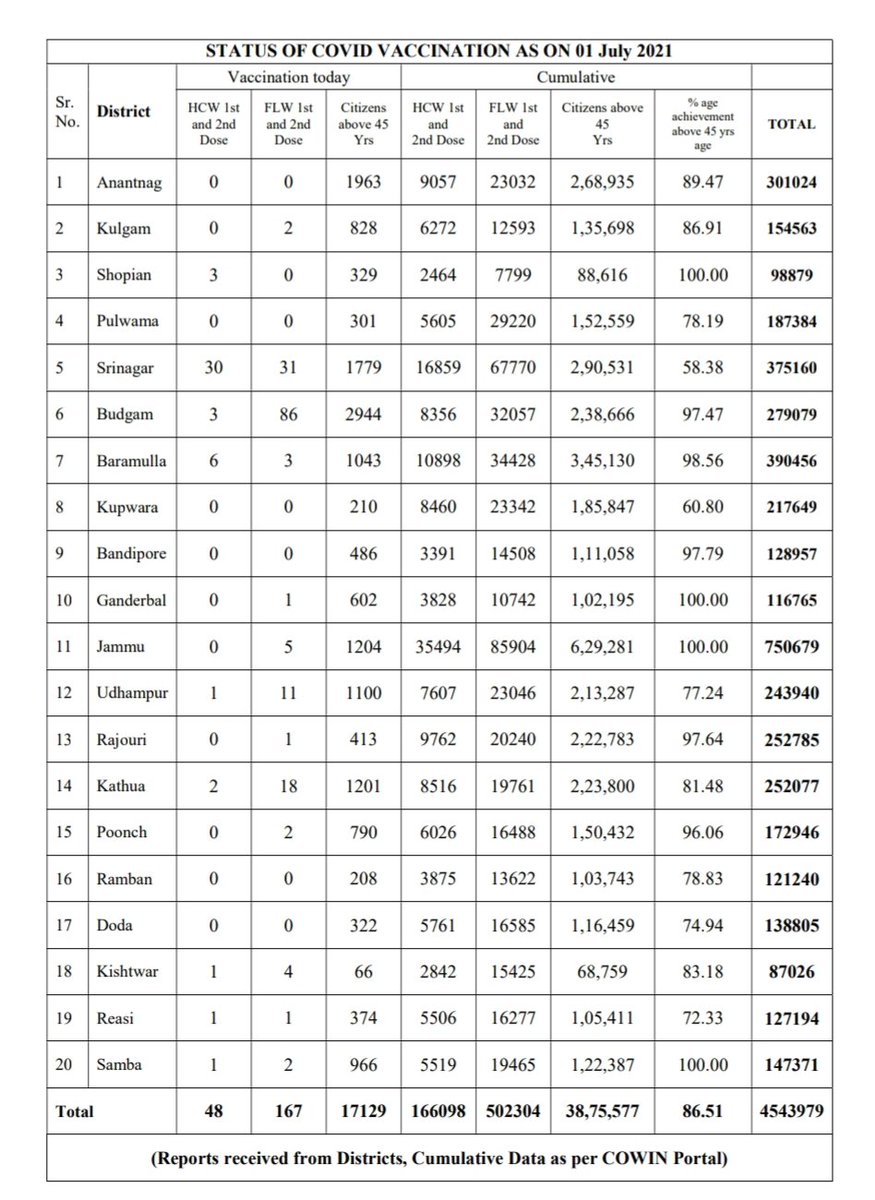 STATUS OF COVID VACCINATION AS ON 01 July 2021
Sr. No. District Vaccination today Cumulative
HCW 1st and 2nd Dose FLW 1st and 2nd Dose Citizens above 45 Yrs HCW 1st and 2nd Dose FLW 1st and 2nd Dose Citizens above 45 Yrs % age achievement above 45 yrs age TOTAL
1 Anantnag 0 0 1963 9057 23032 2,68,935 89.47 301024
2 Kulgam 0 2 828 6272 12593 1,35,698 86.91 154563
3 Shopian 3 0 329 2464 7799 88,616 100.00 98879
4 Pulwama 0 0 301 5605 29220 1,52,559 78.19 187384
5 Srinagar 30 31 1779 16859 67770 2,90,531 58.38 375160
6 Budgam 3 86 2944 8356 32057 2,38,666 97.47 279079
7 Baramulla 6 3 1043 10898 34428 3,45,130 98.56 390456
8 Kupwara 0 0 210 8460 23342 1,85,847 60.80 217649
9 Bandipore 0 0 486 3391 14508 1,11,058 97.79 128957
10 Ganderbal 0 1 602 3828 10742 1,02,195 100.00 116765
11 Jammu 0 5 1204 35494 85904 6,29,281 100.00 750679
12 Udhampur 1 11 1100 7607 23046 2,13,287 77.24 243940
13 Rajouri 0 1 413 9762 20240 2,22,783 97.64 252785
14 Kathua 2 18 1201 8516 19761 2,23,800 81.48 252077
15 Poonch 0 2 790 6026 16488 1,50,432 96.06 172946
16 Ramban 0 0 208 3875 13622 1,03,743 78.83 121240
17 Doda 0 0 322 5761 16585 1,16,459 74.94 138805
18 Kishtwar 1 4 66 2842 15425 68,759 83.18 87026
19 Reasi 1 1 374 5506 16277 1,05,411 72.33 127194
20 Samba 1 2 966 5519 19465 1,22,387 100.00 147371
Total 48 167 17129 166098 502304 38,75,577 86.51 4543979
(Reports received from Districts, Cumulative Data as per COWIN Portal)